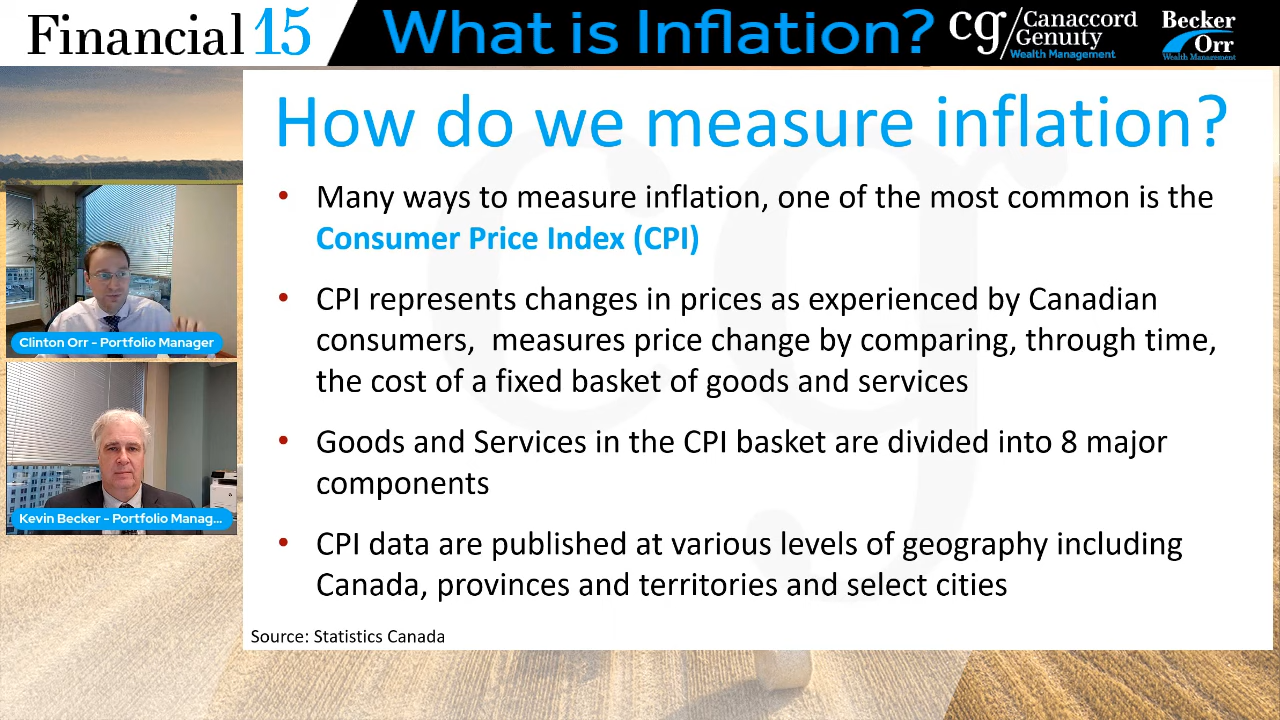 Financial 15
What is Inflation?
cg/Canaccord
Genuity
Wealth Management
Becker
Orr
Wealth Management
How do we measure inflation?
• Many ways to measure inflation, one of the most common is the
Consumer Price Index (CPI)
• CPI represents changes in prices as experienced by Canadian
consumers, measures price change by comparing, through time,
the cost of a fixed basket of goods and services
• Goods and Services in the CPI basket are divided into 8 major
components
• CPI data are published at various levels of geography including
Canada, provinces and territories and select cities
Source: Statistics Canada
Clinton Orr – Portfolio Manager
Kevin Becker – Portfolio Manag...
cg